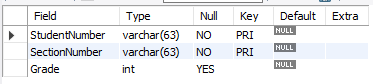 Field Type Null Key Default Extra
StudentNumber varchar(63) NO PRI NULL
SectionNumber varchar(63) NO PRI NULL
Grade int YES NULL